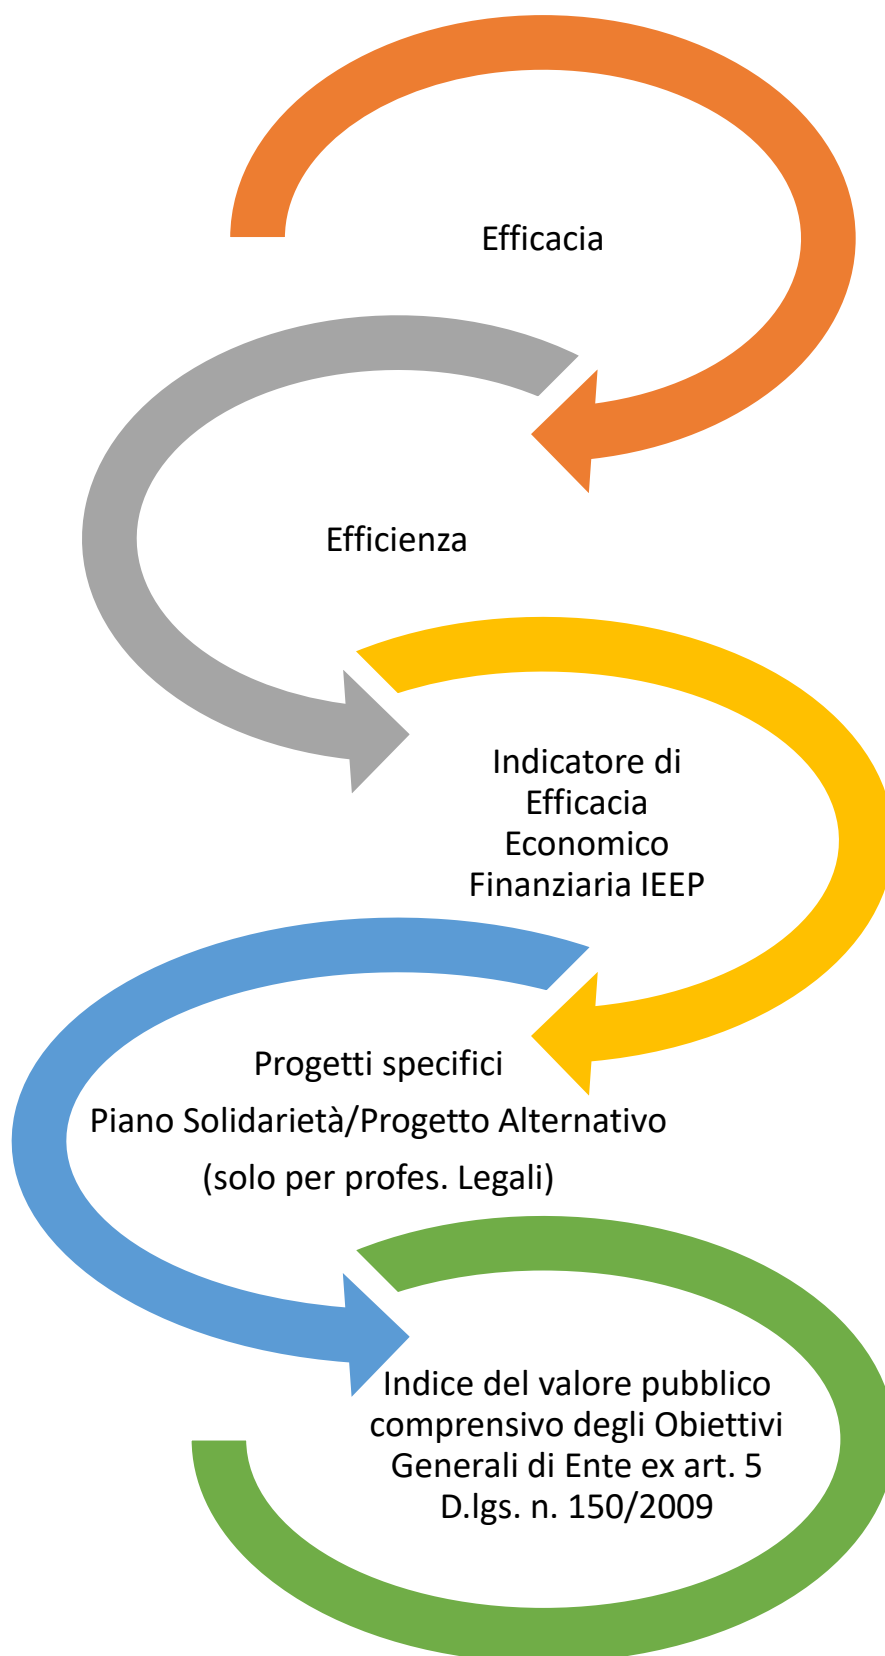 Efficacia
Efficienza
Indicatore di
Efficacia
Economico
Finanziaria IEEP
Progetti specifici
Piano Solidarietà/Progetto Alternativo
(solo per profes. Legali)
Indice del valore pubblico
comprensivo degli Obiettivi
Generali di Ente ex art. 5
D.lgs. n. 150/2009